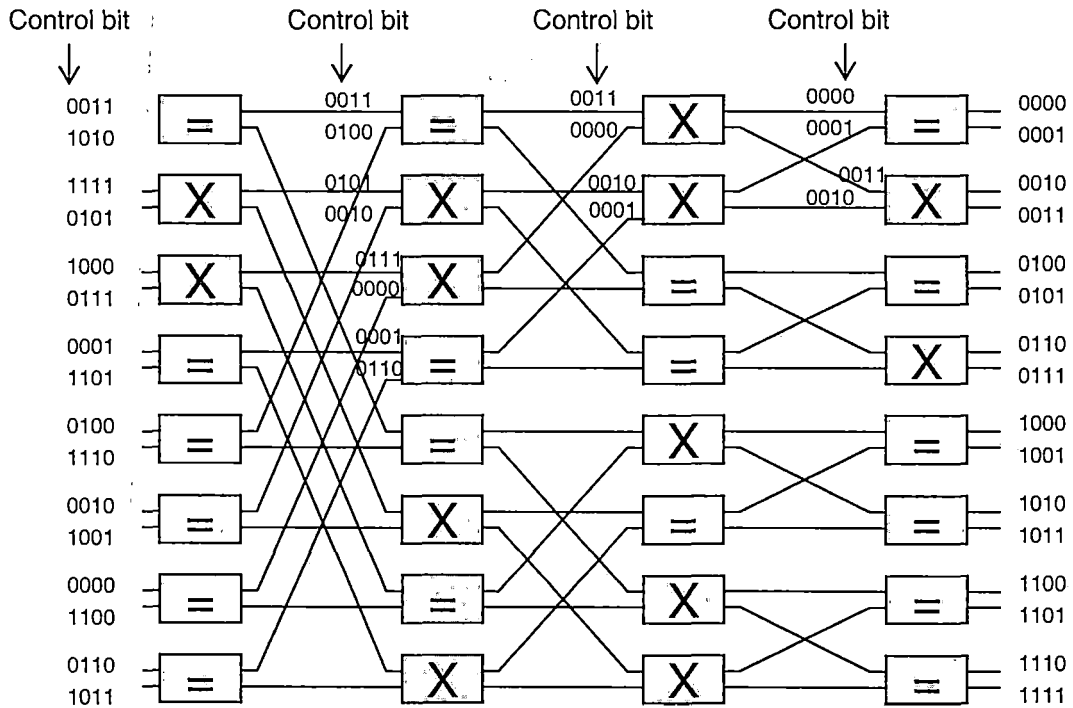 Control bit Control bit Control bit Control bit
0011 = 0011 = 0011 X 0000 = 0000
1010 0100 0000 0001 0001
1111 X 0101 X 0010 X 0011 X 0010
0101 0010 0001 0010 0011
1000 X 0111 X = = 0100
0111 0000 0101
0001 = 0001 = = X 0110
1101 0110 0111
0100 = = X = 1000
1110 1001
0010 = X = = 1010
1001 1011
0000 = = X = 1100
1100 1101
0110 = X X = 1110
1011 1111